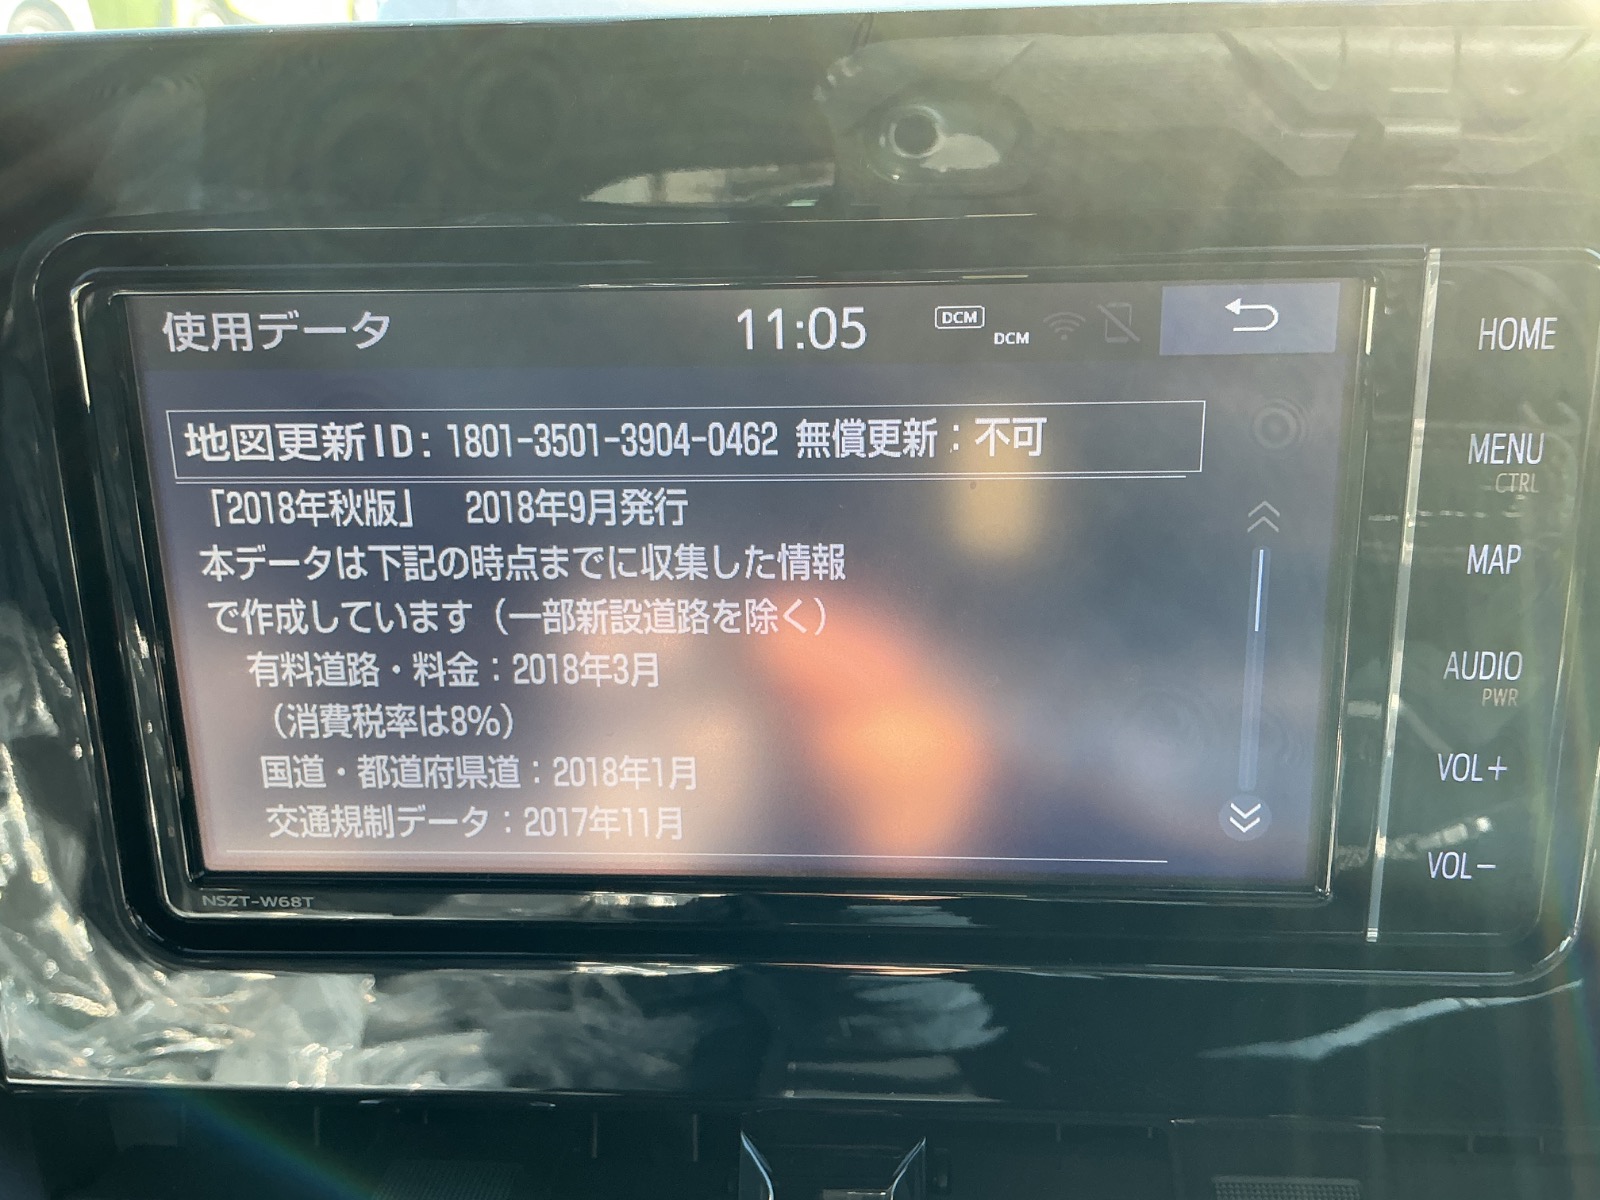 使用データ 11:05 DCM DCM
地図更新ID: 1801-3501-3904-0462 無償更新：不可
「2018年秋版」 2018年9月発行
本データは下記の時点までに収集した情報
で作成しています（一部新設道路を除く）
有料道路・料金：2018年3月
（消費税率は8%）
国道・都道府県道：2018年1月
交通規制データ：2017年11月
NSZT-W68T
HOME
MENU
CTRL
MAP
AUDIO
PWR
VOL+
VOL-